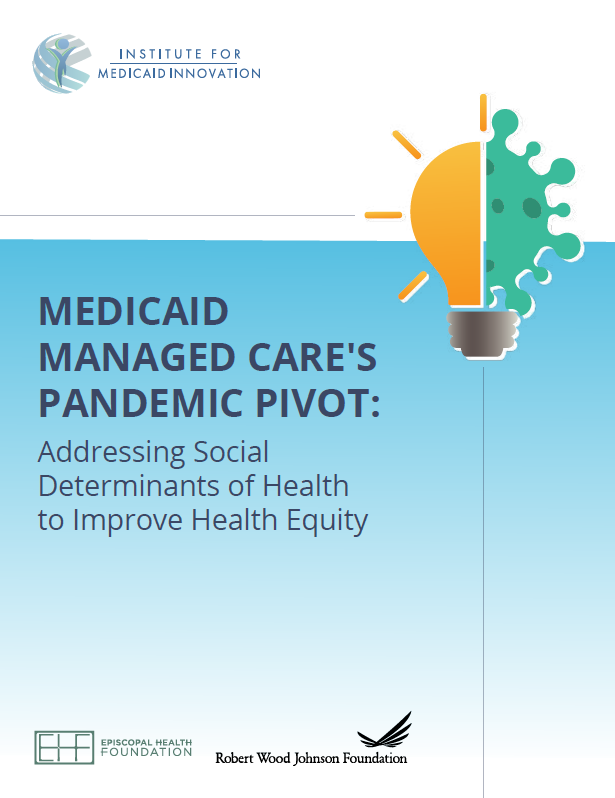 INSTITUTE FOR
MEDICAID INNOVATION
MEDICAID
MANAGED CARE'S
PANDEMIC PIVOT:
Addressing Social
Determinants of Health
to Improve Health Equity
EHF
EPISCOPAL HEALTH
FOUNDATION
Robert Wood Johnson Foundation